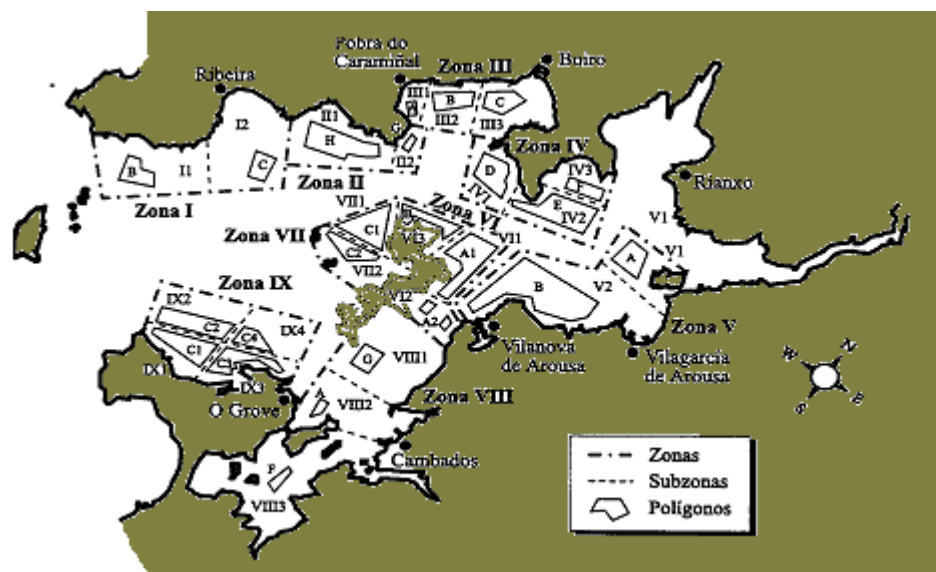 Pobra do
Caramiñal
Zona III
Boiro
Ribeira
III1
B
C
I2
II1
III2
III3
H
G
II2
Zona IV
IV3
D
E
IV2
Rianxo
B
I1
C
Zona II
Zona I
VII1
Zona VI
V1
Zona VII
C1
VI3
VI1
V1
C2
A1
A
VII2
B
V2
Zona IX
VI2
IX2
A2
Zona V
C2
IX4
C4
Vilanova
de Arousa
Vilagarcía
de Arousa
C1
VIII1
G
IX1
IX3
O Grove
A
VIII2
Zona VIII
N
W
E
S
Cambados
P
VIII3
Zonas
Subzonas
Polígonos